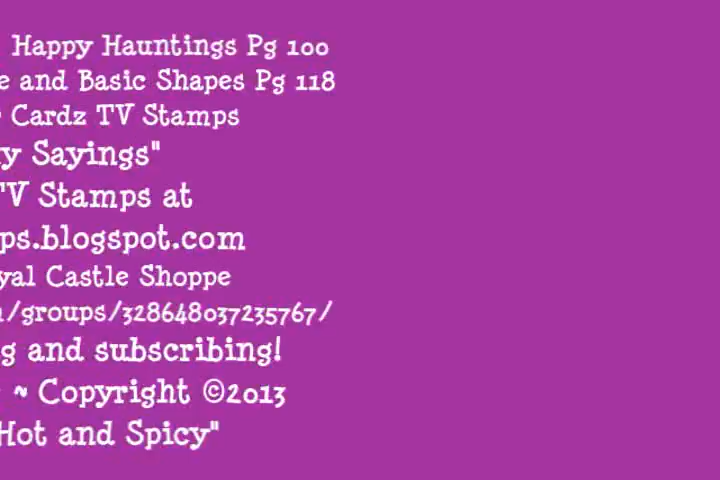 Happy Hauntings Pg 100
and Basic Shapes Pg 118
Cardz TV Stamps
Sayings"
TV Stamps at
ps.blogspot.com
yal Castle Shoppe
/groups/328648037235767/
g and subscribing!
~ Copyright ©2013
Hot and Spicy"